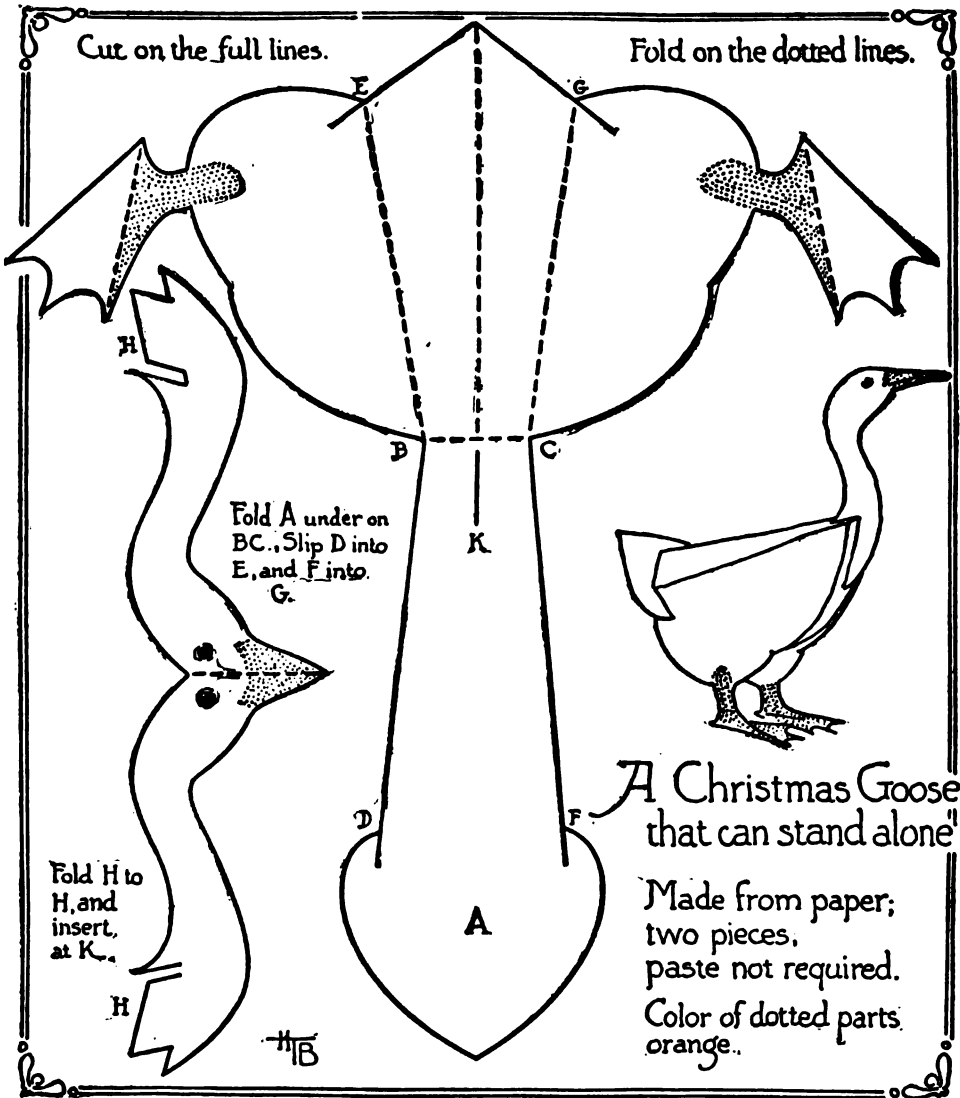 Cut on the full lines.
Fold on the dotted lines.
E
G
H
B
C
Fold A under on
BC., Slip D into
E, and F into.
G.
K
D
F
A Christmas Goose
that can stand alone"
Fold H to
H, and
insert,
at K.
A
Made from paper;
two pieces,
paste not required.
Color of dotted parts
orange.
H
HTB